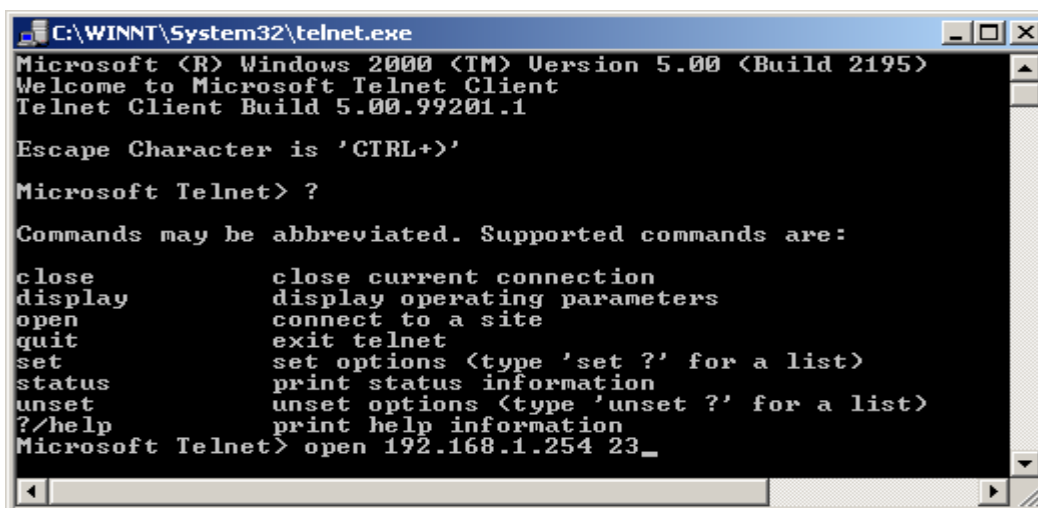 C:\WINNT\System32\telnet.exe
Microsoft (R) Windows 2000 (TM) Version 5.00 (Build 2195)
Welcome to Microsoft Telnet Client
Telnet Client Build 5.00.99201.1
Escape Character is 'CTRL+)'
Microsoft Telnet> ?
Commands may be abbreviated. Supported commands are:
close close current connection
display display operating parameters
open connect to a site
quit exit telnet
set set options (type 'set ?' for a list)
status print status information
unset unset options (type 'unset ?' for a list)
?/help print help information
Microsoft Telnet> open 192.168.1.254 23_